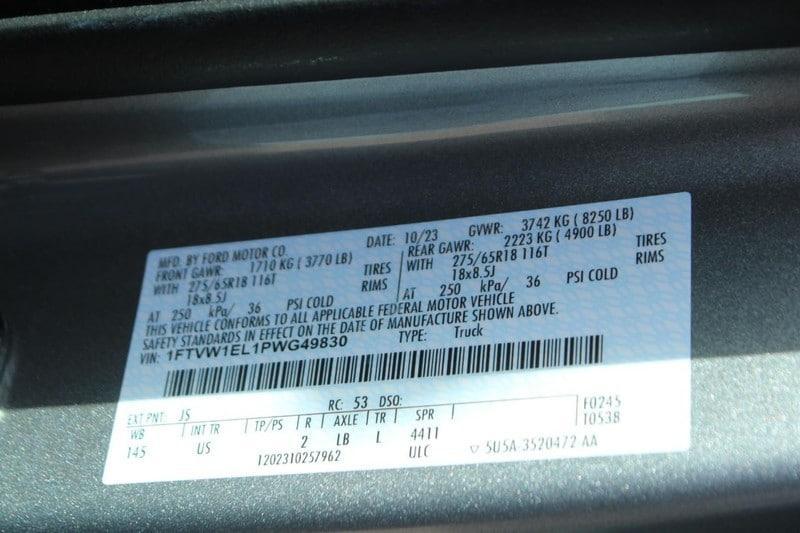 MFD. BY FORD MOTOR CO. DATE: 10/23 GVWR: 3742 KG ( 8250 LB)
FRONT GAWR: 1710 KG ( 3770 LB) REAR GAWR: 2223 KG ( 4900 LB)
WITH 275/65R18 116T TIRES WITH 275/65R18 116T TIRES
18x8.5J RIMS 18x8.5J RIMS
AT 250 kPa/ 36 PSI COLD AT 250 kPa/ 36 PSI COLD
THIS VEHICLE CONFORMS TO ALL APPLICABLE FEDERAL MOTOR VEHICLE
SAFETY STANDARDS IN EFFECT ON THE DATE OF MANUFACTURE SHOWN ABOVE.
VIN: 1FTVW1EL1PWG49830 TYPE: Truck
EXT PNT: JS RC: 53 DSO: F0245
WB INT TR TP/PS R AXLE TR SPR 10538
145 US 2 LB L 4411
1202310257962 ULC ▽ 5U5A-3520472 AA